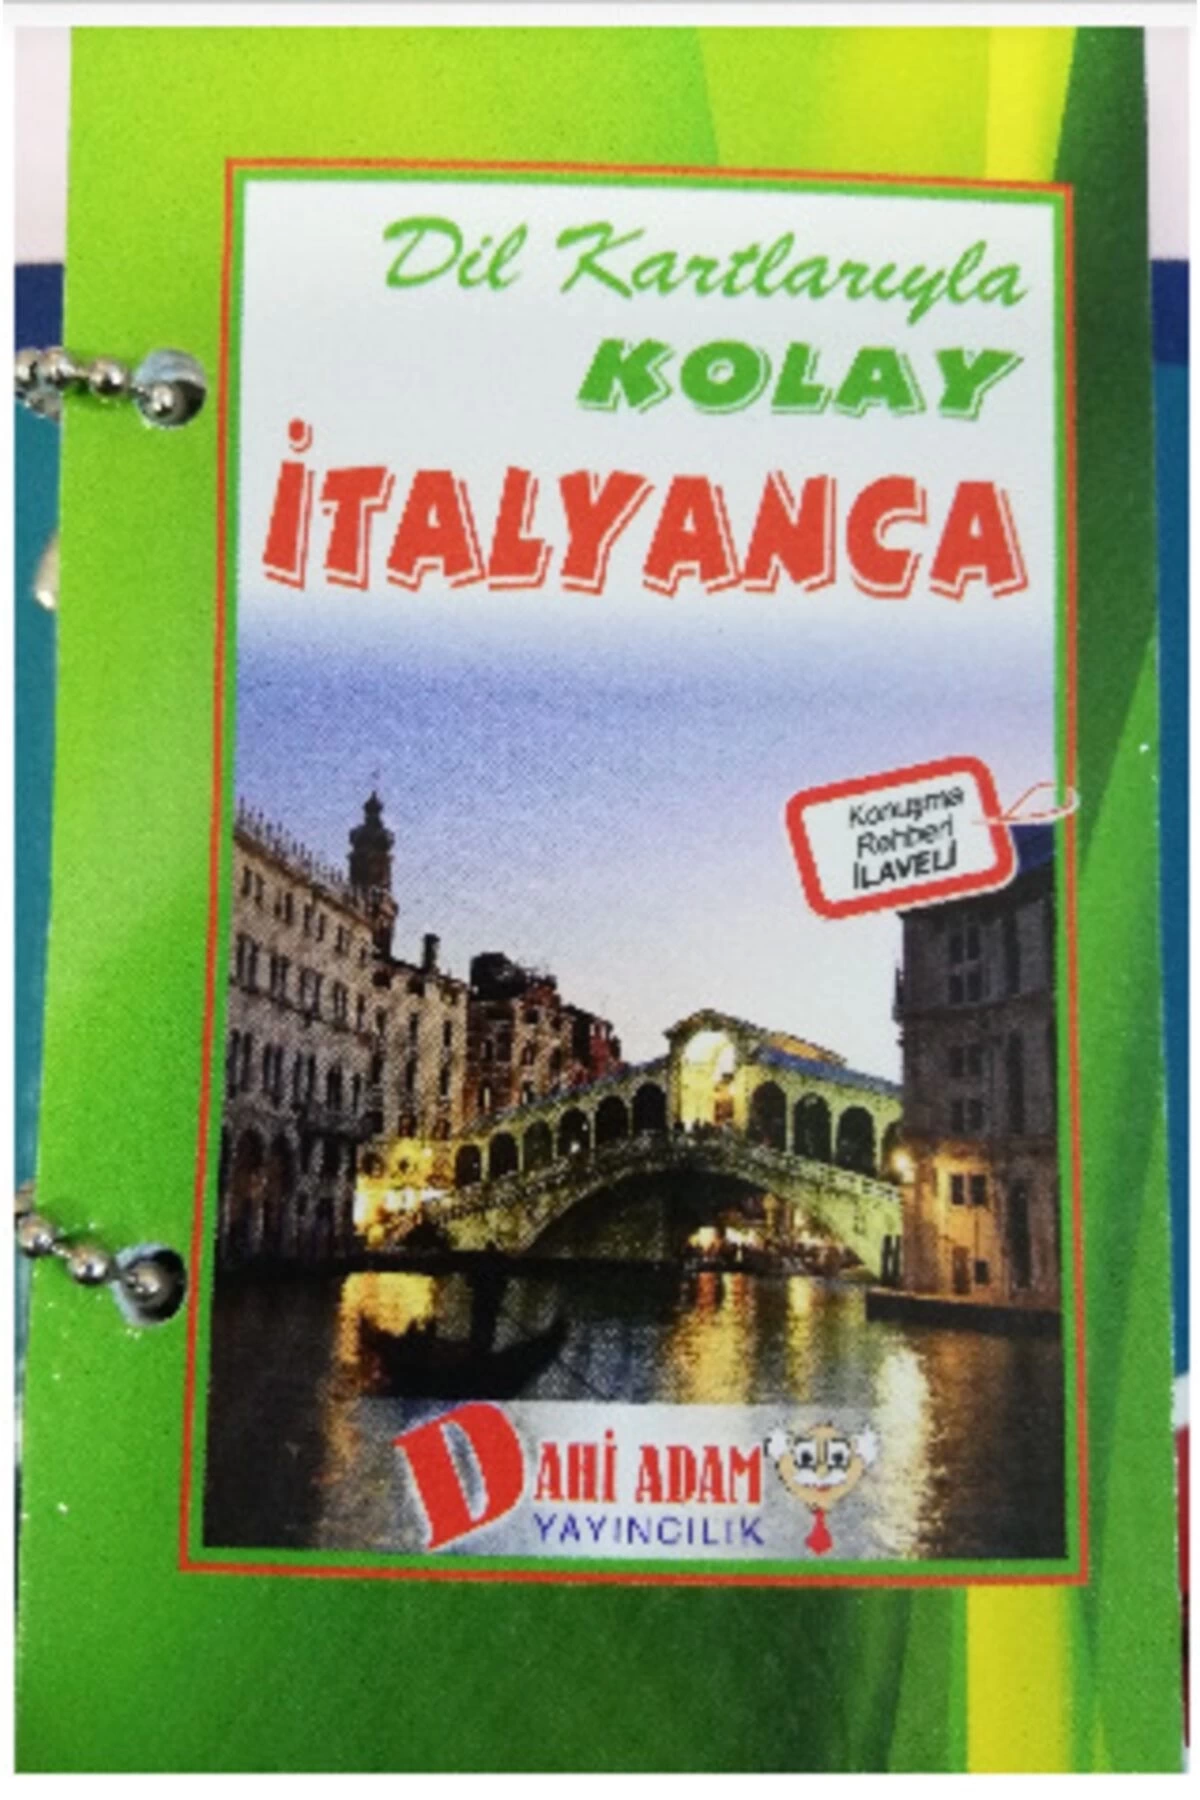 Dil Kartlarıyla
KOLAY
İTALYANCA
Konuşma
Rehberi
İLAVELİ
DAHİ ADAM
YAYINCILIK